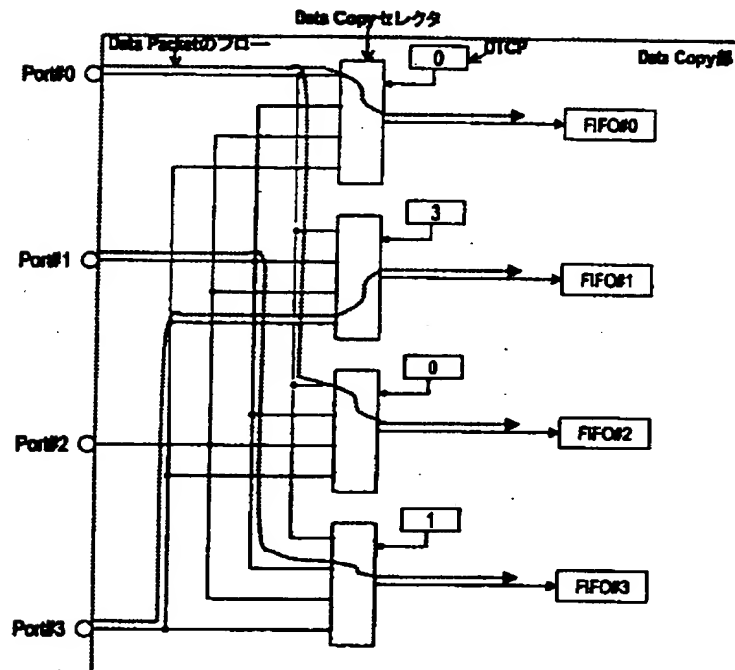 Data Copyセレクタ
Data Packetのフロー
0
DTCP
Data Copy部
Port#0
FIFO#0
3
Port#1
FIFO#1
0
Port#2
FIFO#2
1
Port#3
FIFO#3